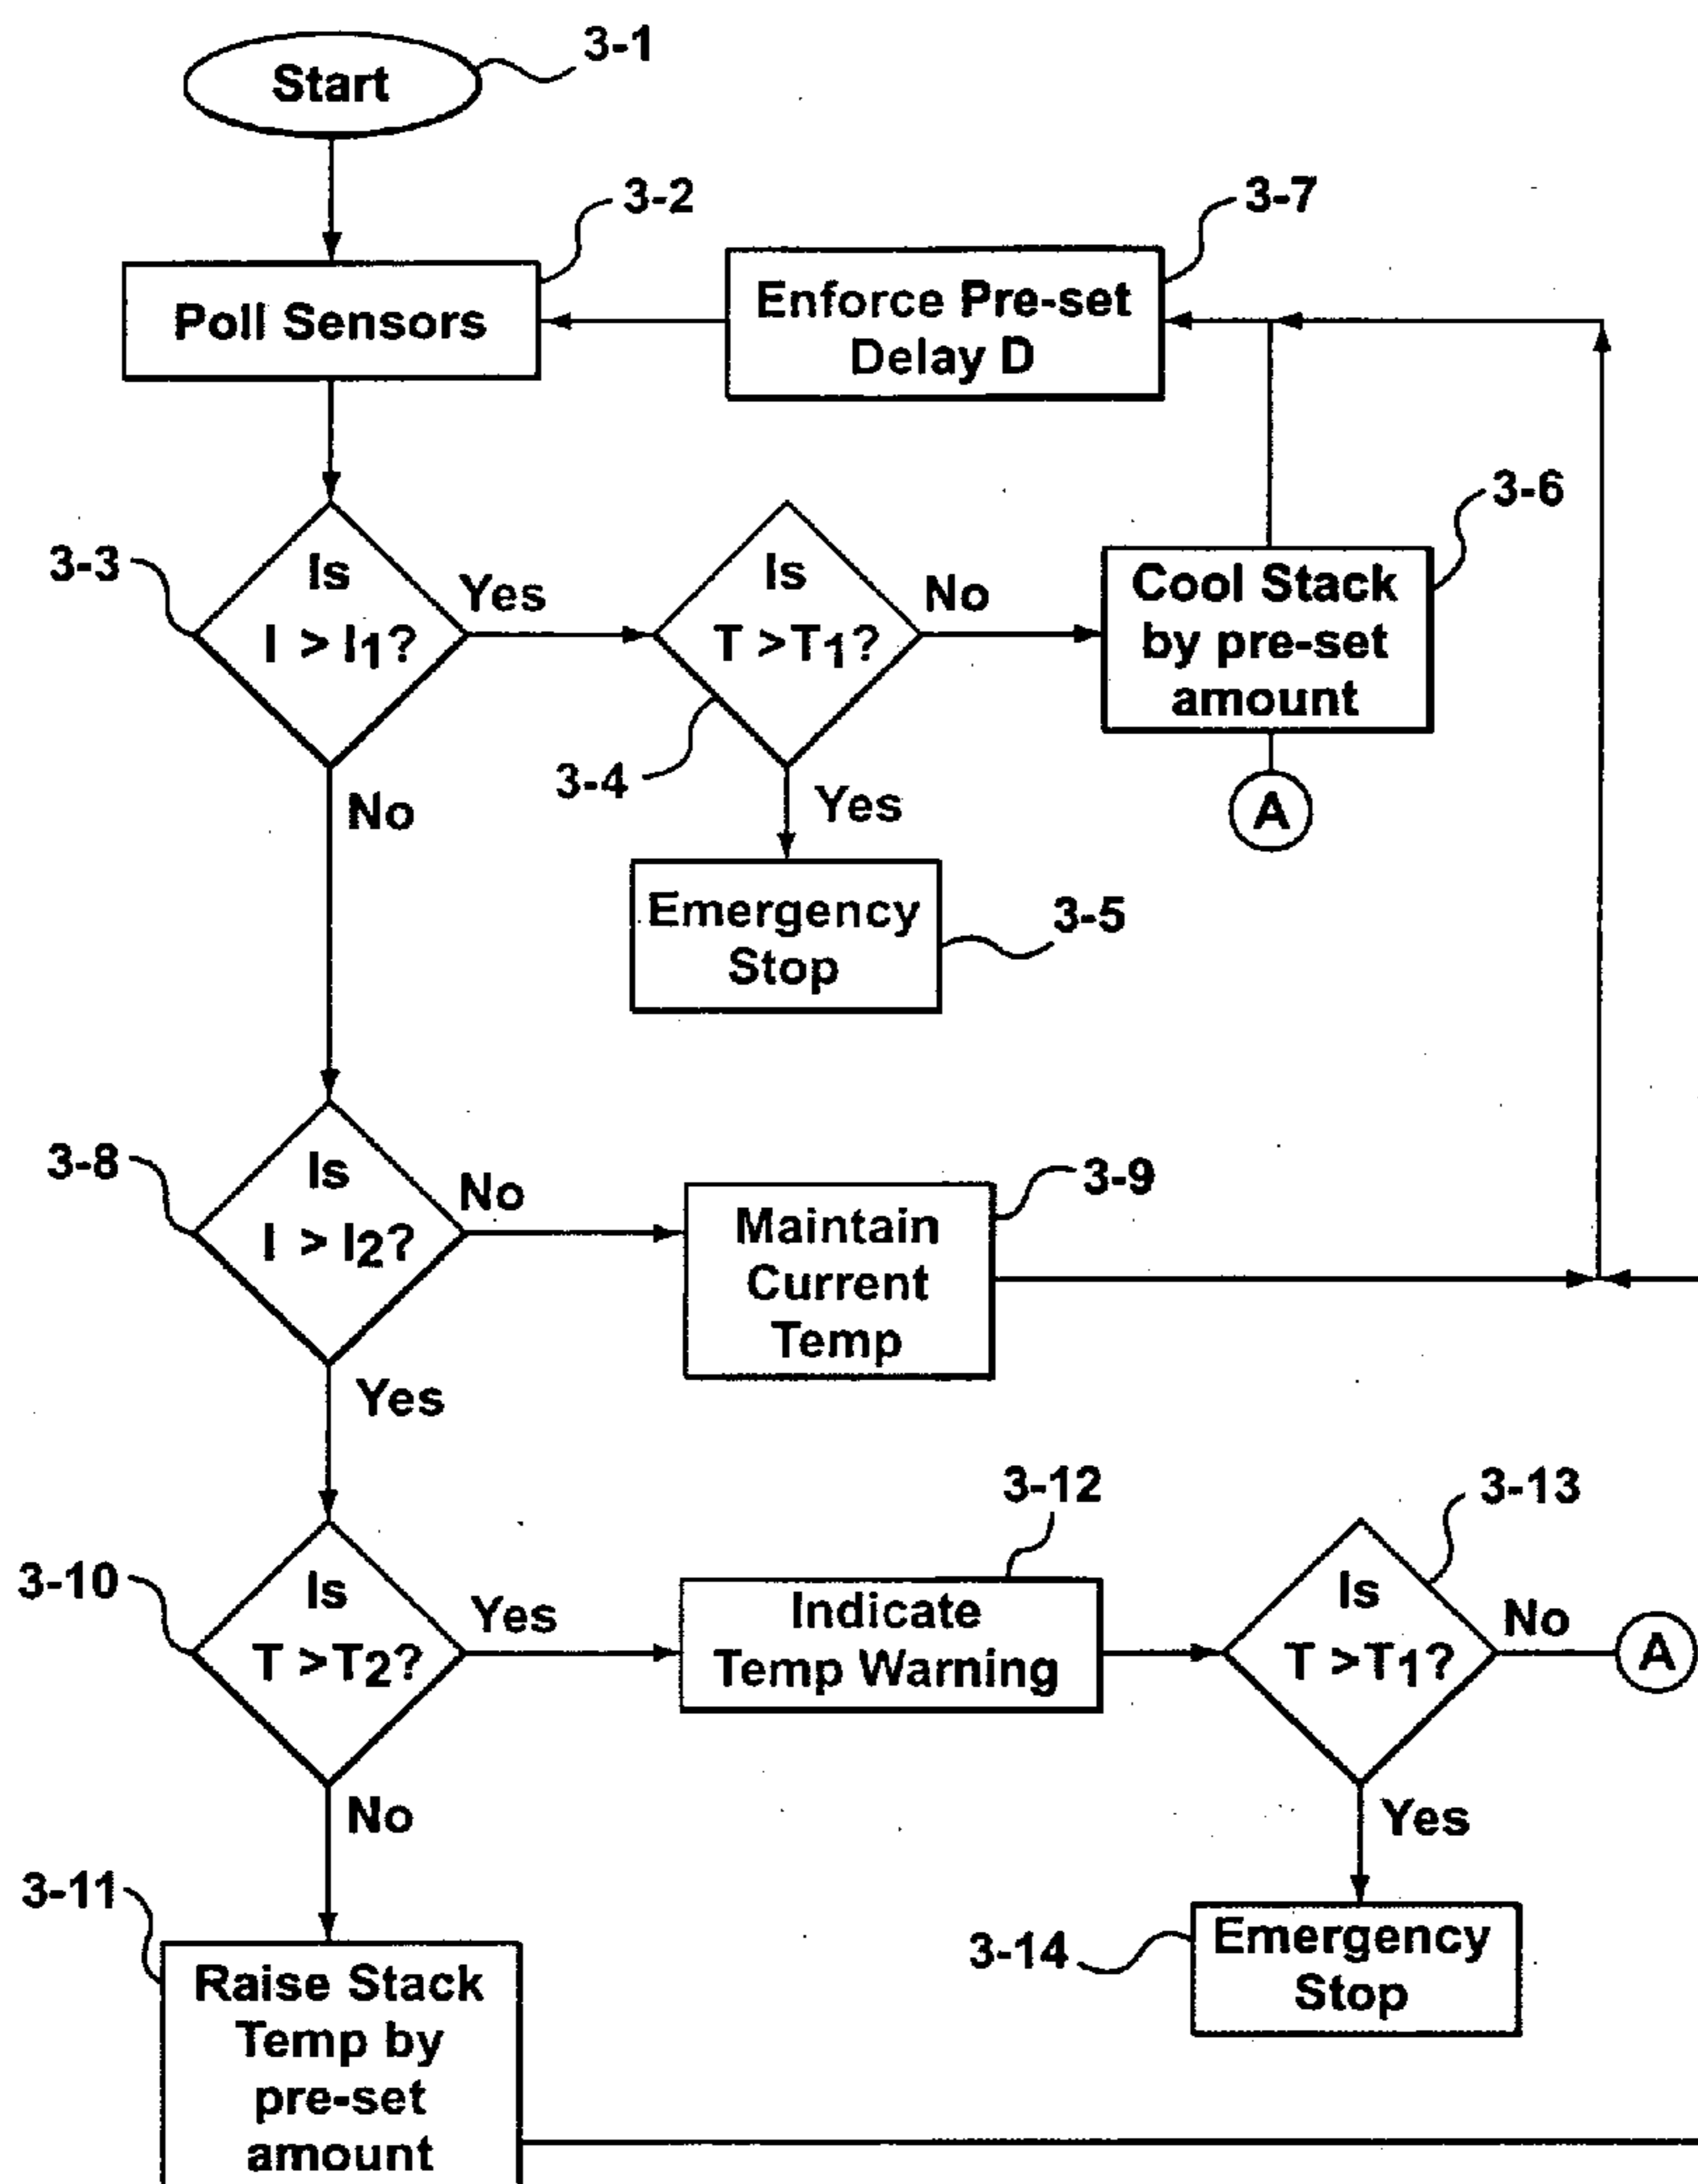 Start
3-1
3-2
Poll Sensors
3-7
Enforce Pre-set
Delay D
3-3
Is
I > I1?
Yes
No
3-4
Is
T >T1?
No
Yes
3-6
Cool Stack
by pre-set
amount
A
Emergency
Stop
3-5
3-8
Is
I > I2?
No
Yes
3-9
Maintain
Current
Temp
3-10
Is
T >T2?
Yes
No
3-12
Indicate
Temp Warning
3-13
Is
T >T1?
No
A
Yes
3-11
Raise Stack
Temp by
pre-set
amount
3-14
Emergency
Stop